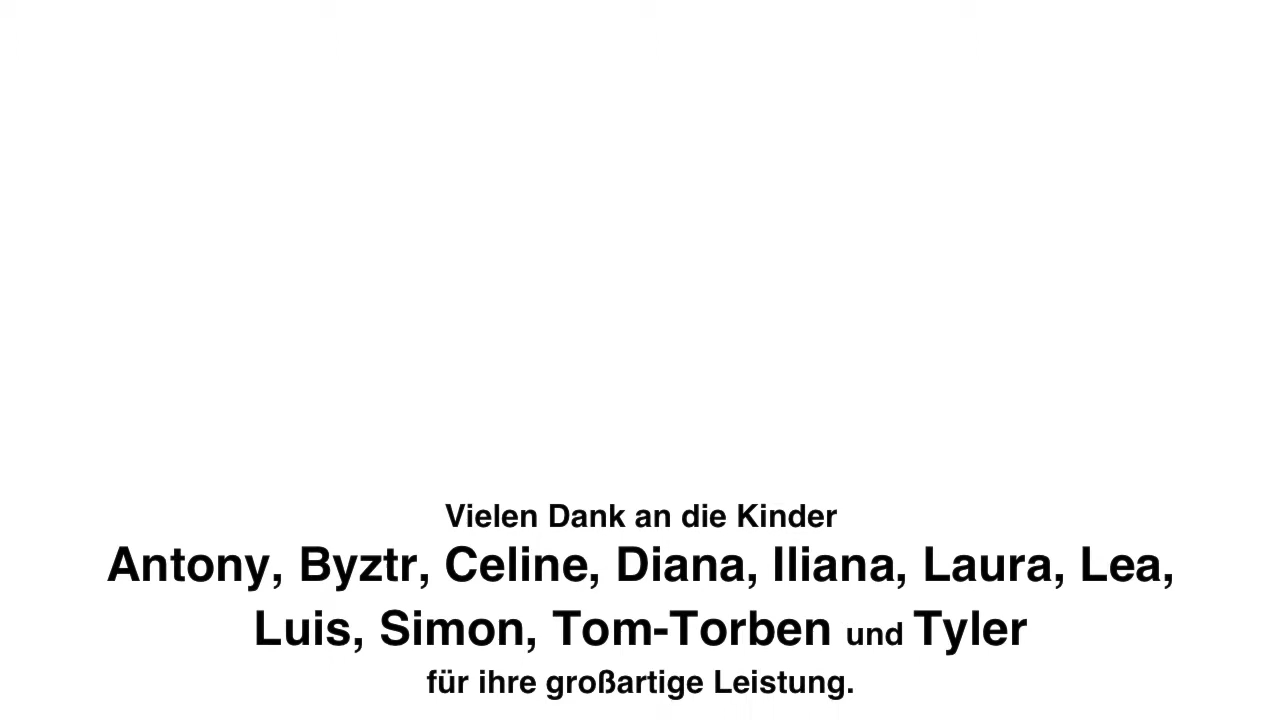 Vielen Dank an die Kinder
Antony, Byztr, Celine, Diana, Iliana, Laura, Lea,
Luis, Simon, Tom-Torben und Tyler
für ihre großartige Leistung.